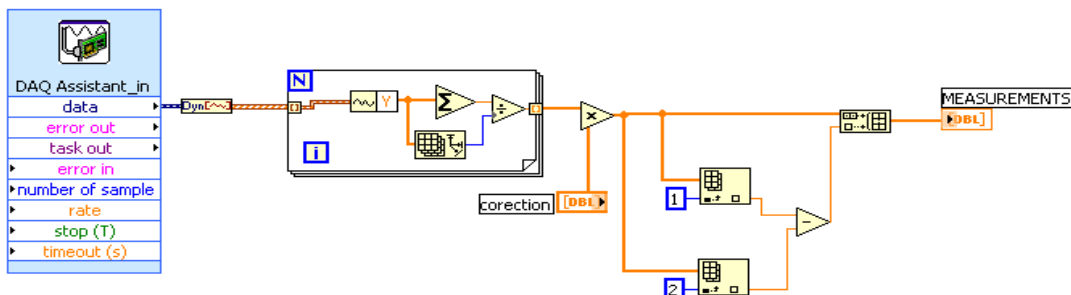 DAQ Assistant_in
data
error out
task out
error in
number of sample
rate
stop (T)
timeout (s)
Dyn
N
i
Y
Σ
÷
×
corection
[DBL]
1
2
−
MEASUREMENTS
DBL]